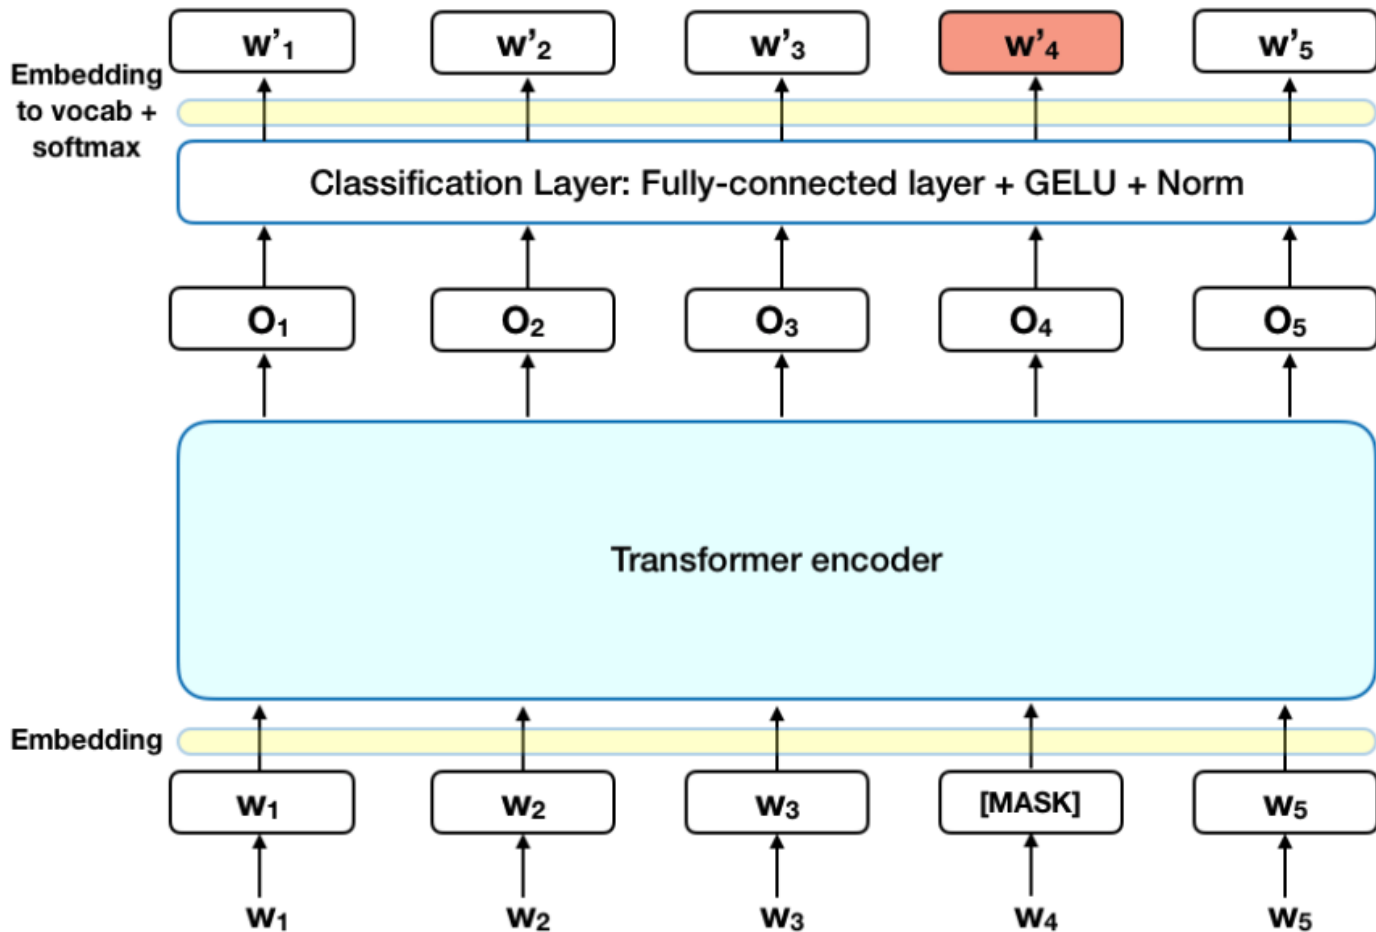 w’₁ w’₂ w’₃ w’₄ w’₅
Embedding
to vocab +
softmax
Classification Layer: Fully-connected layer + GELU + Norm
O₁ O₂ O₃ O₄ O₅
Transformer encoder
Embedding
w₁ w₂ w₃ [MASK] w₅
w₁ w₂ w₃ w₄ w₅